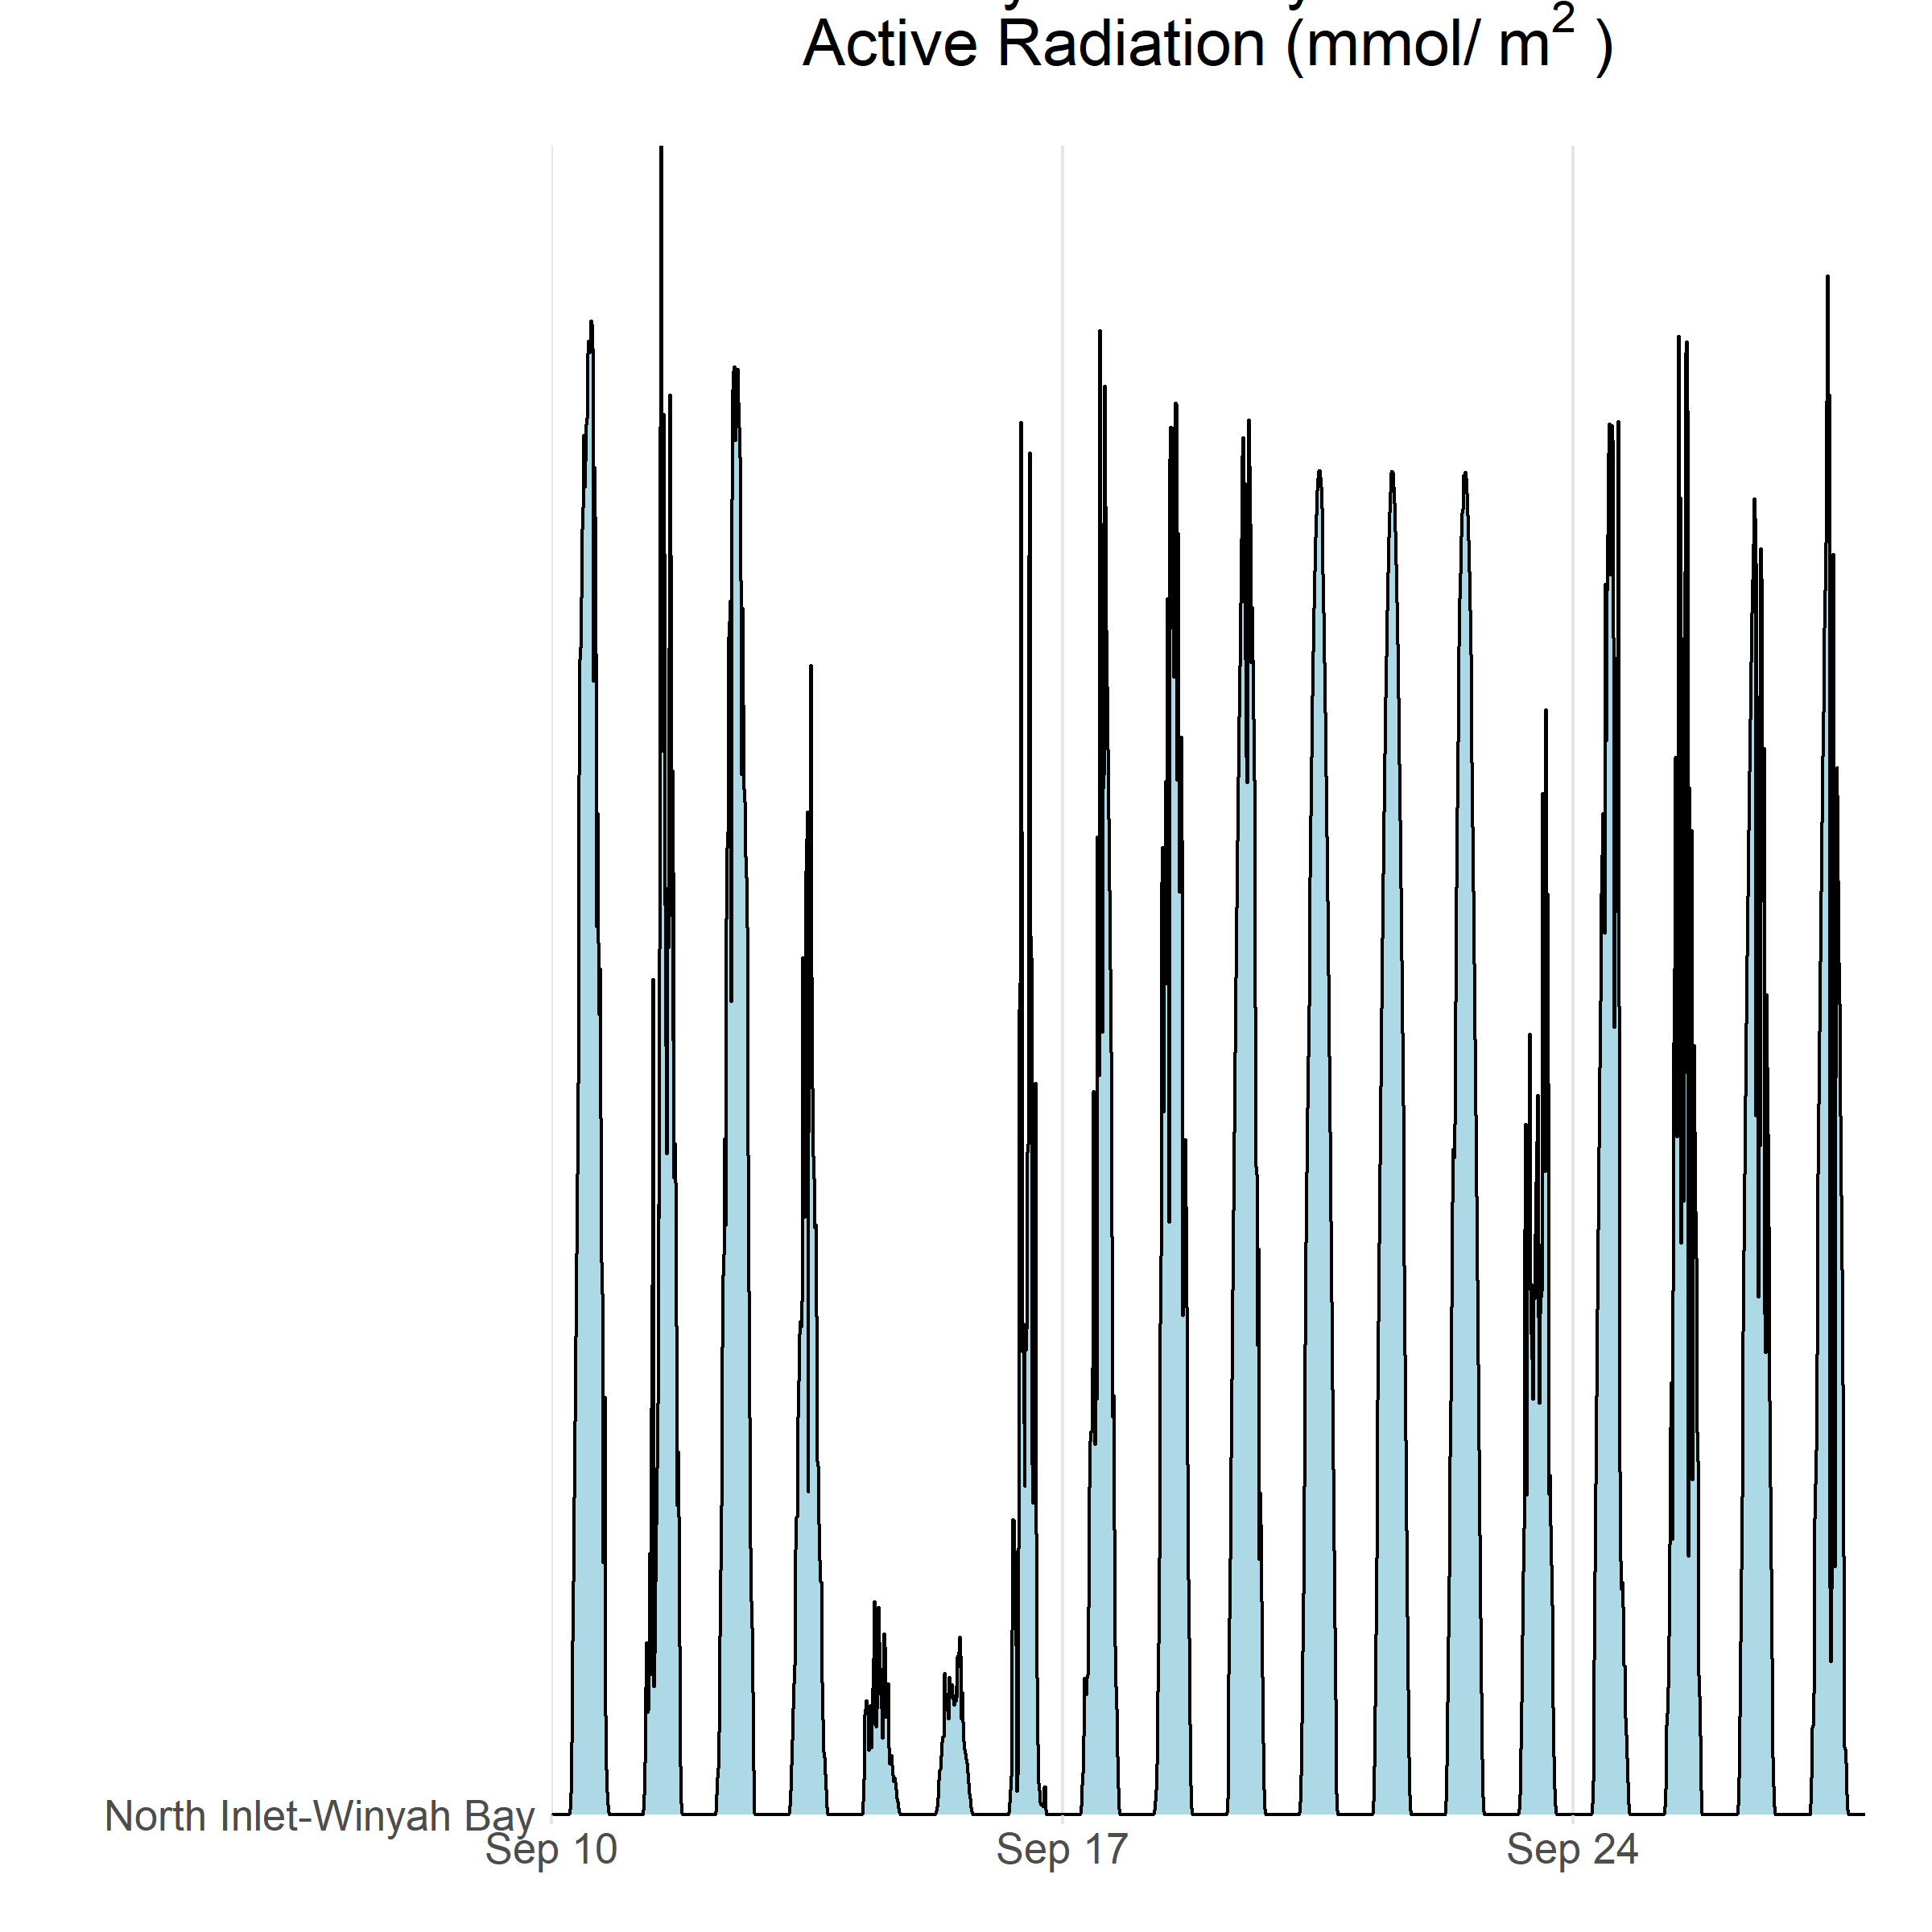 Active Radiation (mmol/ m² )
North Inlet-Winyah Bay
Sep 10 Sep 17 Sep 24